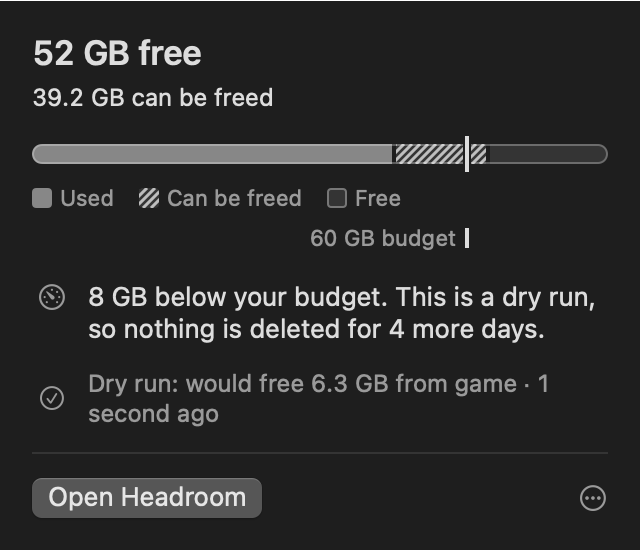 52 GB free
39.2 GB can be freed
Used Can be freed Free
60 GB budget
8 GB below your budget. This is a dry run,
so nothing is deleted for 4 more days.
Dry run: would free 6.3 GB from game · 1
second ago
Open Headroom